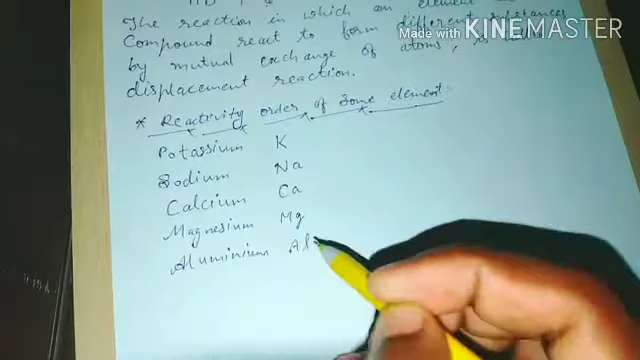 The reaction in which an element
Made with KINEMASTER
Compound react to form different substances
by mutual exchange of atoms, is called
displacement reaction.
* Reactivity order of Some element:
Potassium K
Sodium Na
Calcium Ca
Magnesium Mg
Aluminium Al